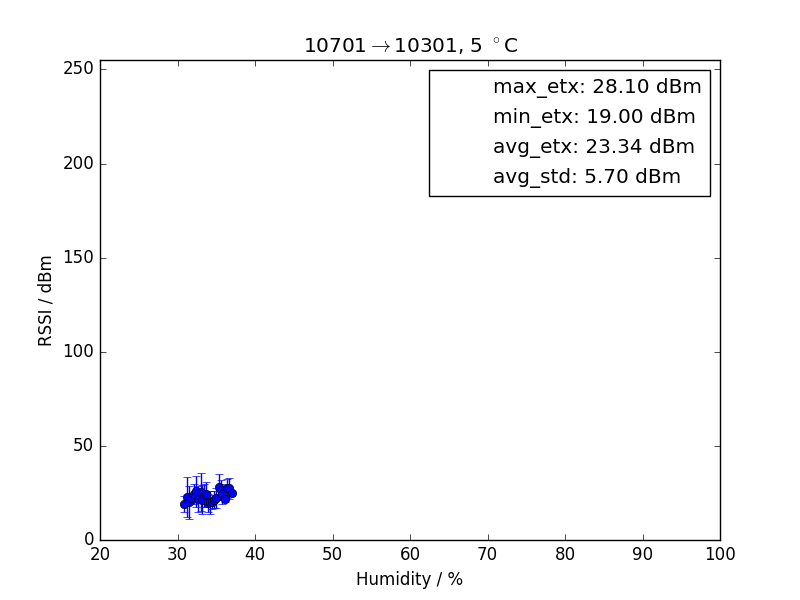 10701→10301, 5 °C
max_etx: 28.10 dBm
min_etx: 19.00 dBm
avg_etx: 23.34 dBm
avg_std: 5.70 dBm
RSSI / dBm
250
200
150
100
50
0
20 30 40 50 60 70 80 90 100
Humidity / %